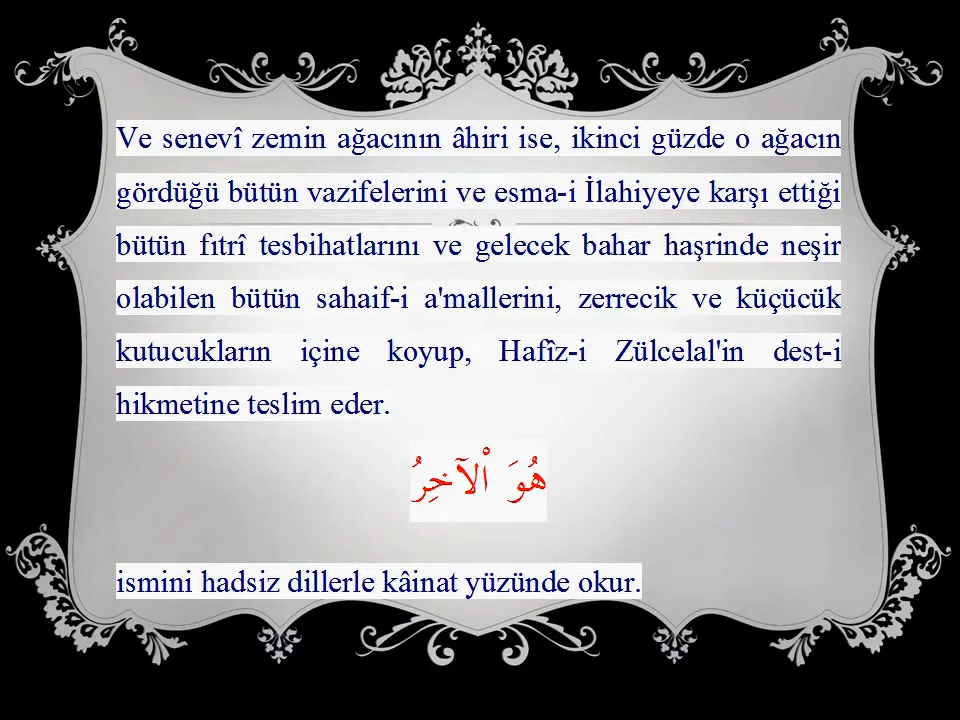 Ve senevî zemin ağacının âhiri ise, ikinci güzde o ağacın
gördüğü bütün vazifelerini ve esma-i İlahiyeye karşı ettiği
bütün fıtrî tesbihatlarını ve gelecek bahar haşrinde neşir
olabilen bütün sahaif-i a'mallerini, zerrecik ve küçücük
kutucukların içine koyup, Hafîz-i Zülcelal'in dest-i
hikmetine teslim eder.
هُوَ اْلآخِرُ
ismini hadsiz dillerle kâinat yüzünde okur.